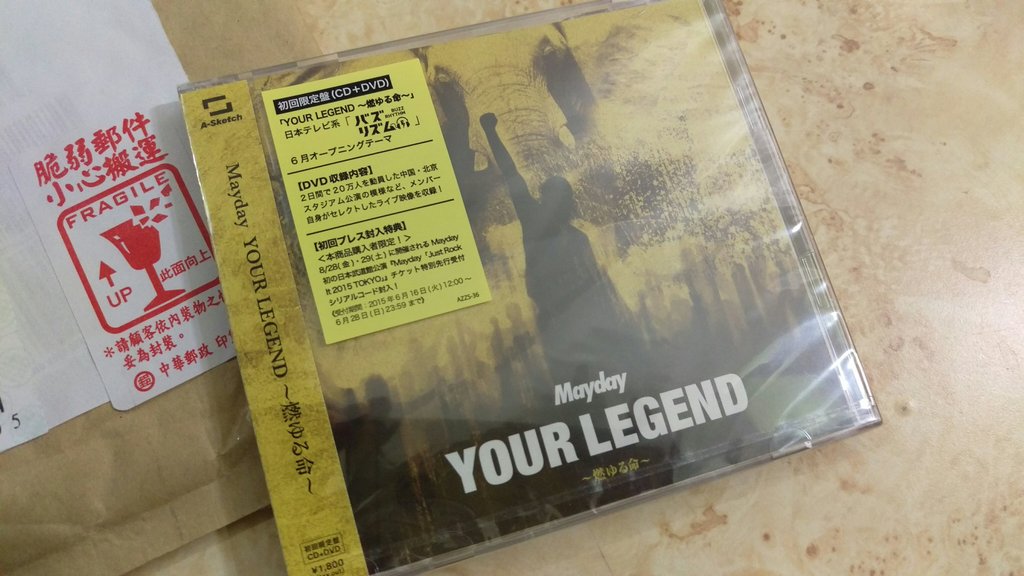 脆弱郵件
小心搬運
FRAGILE
UP
此面向上
*請顧客依內裝物之
妥為封裝。
中華郵政 印
5
A-Sketch
Mayday YOUR LEGEND ~燃ゆる命~
初回限定盤
CD+DVD
¥1,800
初回限定盤(CD+DVD)
「YOUR LEGEND ~燃ゆる命~」
日本テレビ系「バズリズム BUZZ RHYTHM」
6月オープニングテーマ
【DVD収録内容】
2日間で20万人を動員した中国・北京
スタジアム公演の模様など、メンバー
自身がセレクトしたライブ映像を収録!
【初回プレス封入特典】
<本商品購入者限定!>
8/28(金)・29(土)に開催されるMayday
初の日本武道館公演『Mayday「Just Rock
It 2015 TOKYO」』チケット特別先行受付
シリアルコード封入!
(受付期間:2015年6月16日(火)12:00~
6月28日(日)23:59まで)
AZZS-36
Mayday
YOUR LEGEND
~燃ゆる命~